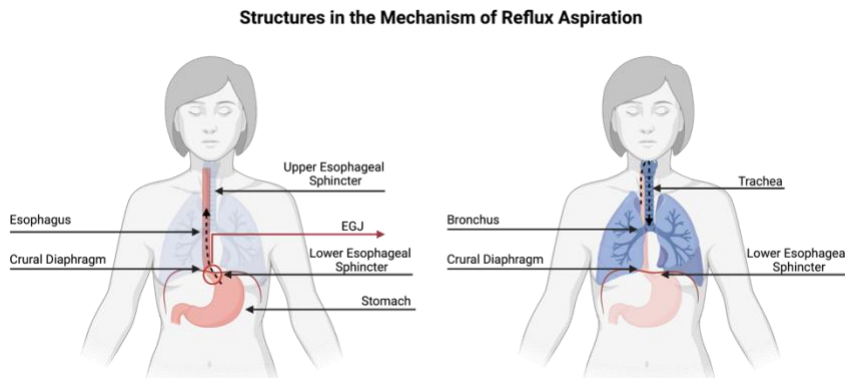 Structures in the Mechanism of Reflux Aspiration
Upper Esophageal
Sphincter
Esophagus
EGJ
Crural Diaphragm
Lower Esophageal
Sphincter
Stomach
Trachea
Bronchus
Crural Diaphragm
Lower Esophagea
Sphincter